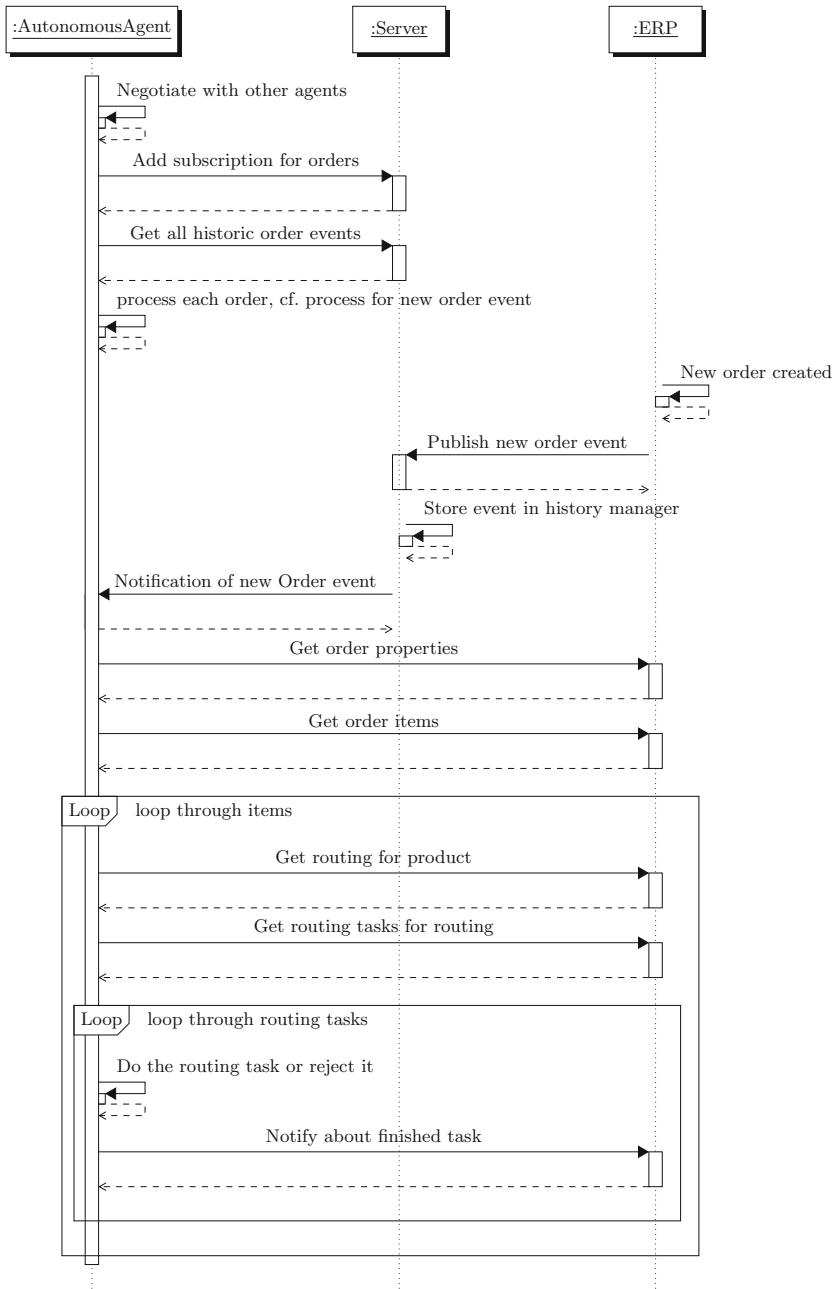 :AutonomousAgent
:Server
:ERP
Negotiate with other agents
Add subscription for orders
Get all historic order events
process each order, cf. process for new order event
New order created
Publish new order event
Store event in history manager
Notification of new Order event
Get order properties
Get order items
Loop loop through items
Get routing for product
Get routing tasks for routing
Loop loop through routing tasks
Do the routing task or reject it
Notify about finished task